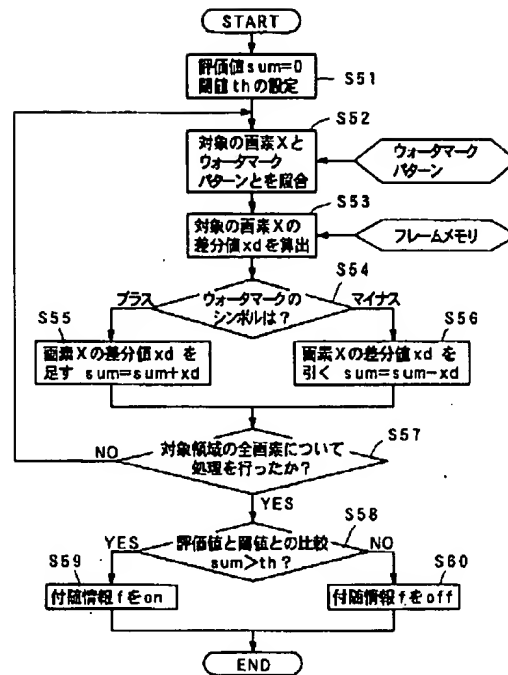 START
評価値sum=0
閾値thの設定
S51
S52
対象の画素Xと
ウォータマーク
パターンとを照合
ウォータマーク
パターン
S53
対象の画素Xの
差分値xdを算出
フレームメモリ
S54
プラス
ウォータマークの
シンボルは?
マイナス
S55
画素Xの差分値xdを
足す sum=sum+xd
S56
画素Xの差分値xdを
引く sum=sum−xd
S57
NO
対象領域の全画素について
処理を行ったか?
YES
S58
YES
評価値と閾値との比較
sum>th?
NO
S59
付随情報fをon
S60
付随情報fをoff
END